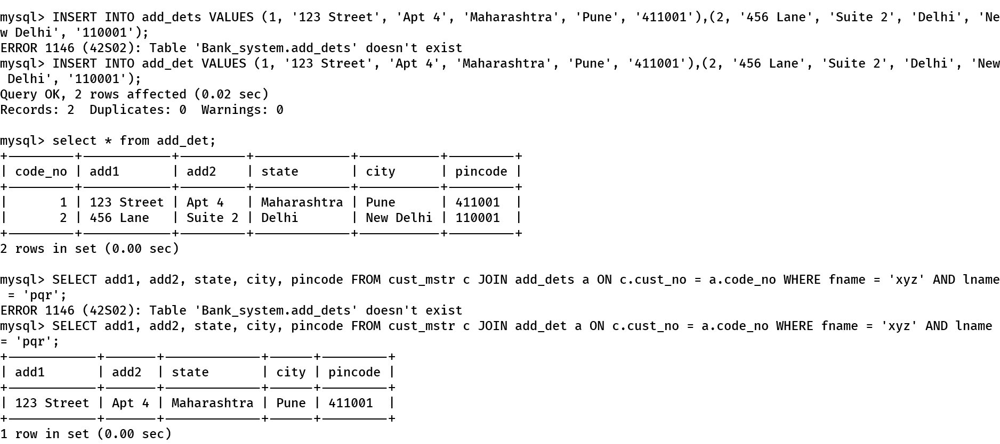 mysql> INSERT INTO add_dets VALUES (1, '123 Street', 'Apt 4', 'Maharashtra', 'Pune', '411001'),(2, '456 Lane', 'Suite 2', 'Delhi', 'Ne
w Delhi', '110001');
ERROR 1146 (42S02): Table 'Bank_system.add_dets' doesn't exist
mysql> INSERT INTO add_det VALUES (1, '123 Street', 'Apt 4', 'Maharashtra', 'Pune', '411001'),(2, '456 Lane', 'Suite 2', 'Delhi', 'New
 Delhi', '110001');
Query OK, 2 rows affected (0.02 sec)
Records: 2  Duplicates: 0  Warnings: 0

mysql> select * from add_det;
+---------+------------+---------+-------------+-----------+---------+
| code_no | add1       | add2    | state       | city      | pincode |
+---------+------------+---------+-------------+-----------+---------+
|       1 | 123 Street | Apt 4   | Maharashtra | Pune      | 411001  |
|       2 | 456 Lane   | Suite 2 | Delhi       | New Delhi | 110001  |
+---------+------------+---------+-------------+-----------+---------+
2 rows in set (0.00 sec)

mysql> SELECT add1, add2, state, city, pincode FROM cust_mstr c JOIN add_dets a ON c.cust_no = a.code_no WHERE fname = 'xyz' AND lname
 = 'pqr';
ERROR 1146 (42S02): Table 'Bank_system.add_dets' doesn't exist
mysql> SELECT add1, add2, state, city, pincode FROM cust_mstr c JOIN add_det a ON c.cust_no = a.code_no WHERE fname = 'xyz' AND lname
= 'pqr';
+------------+-------+-------------+------+---------+
| add1       | add2  | state       | city | pincode |
+------------+-------+-------------+------+---------+
| 123 Street | Apt 4 | Maharashtra | Pune | 411001  |
+------------+-------+-------------+------+---------+
1 row in set (0.00 sec)